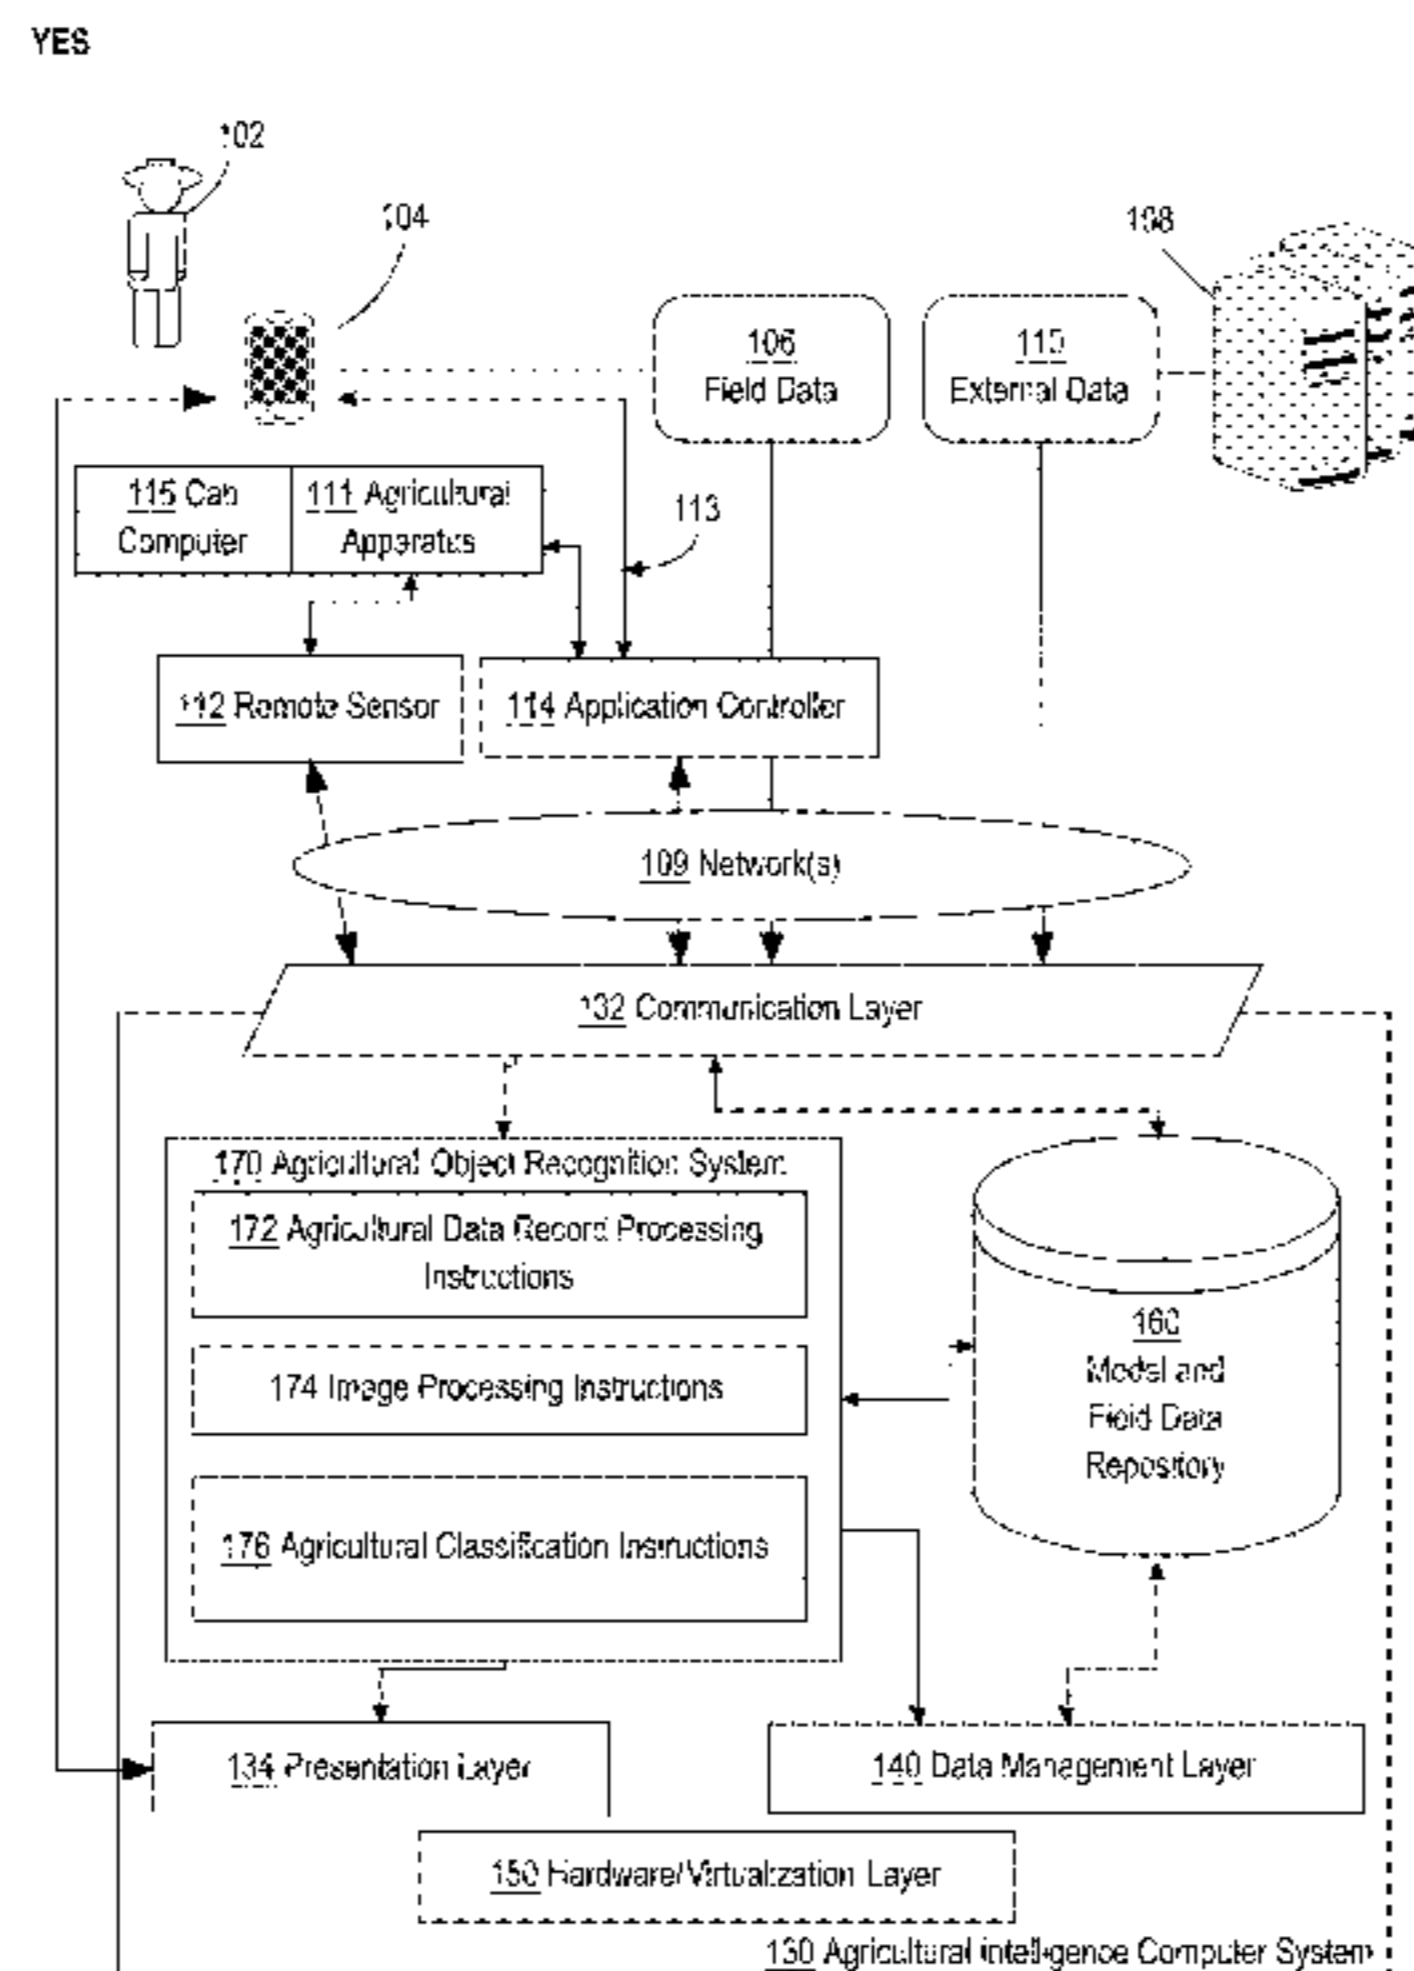 YES
102
104
108
106
Field Data
110
External Data
115 Cab
Computer
111 Agricultural
Apparatus
113
112 Remote Sensor
114 Application Controller
109 Network(s)
132 Communication Layer
170 Agricultural Object Recognition System
172 Agricultural Data Record Processing
Instructions
174 Image Processing Instructions
176 Agricultural Classification Instructions
160
Model and
Field Data
Repository
134 Presentation Layer
140 Data Management Layer
150 Hardware/Virtualization Layer
130 Agricultural Intelligence Computer System